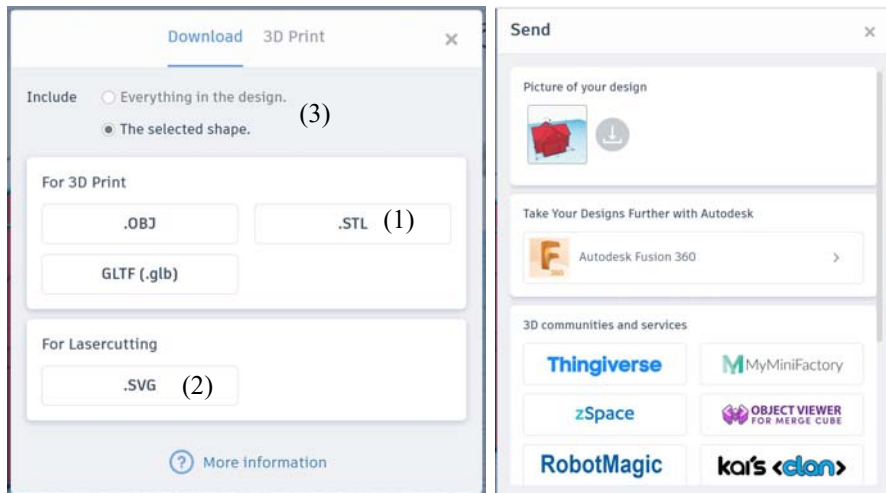 Download 3D Print ×
Include Everything in the design.
The selected shape.
(3)
For 3D Print
.OBJ .STL (1)
GLTF (.glb)
For Lasercutting
.SVG (2)
? More information
Send ×
Picture of your design
Take Your Designs Further with Autodesk
F 360 Autodesk Fusion 360 >
3D communities and services
Thingiverse MyMiniFactory
zSpace OBJECT VIEWER
FOR MERGE CUBE
RobotMagic kai's <clan>